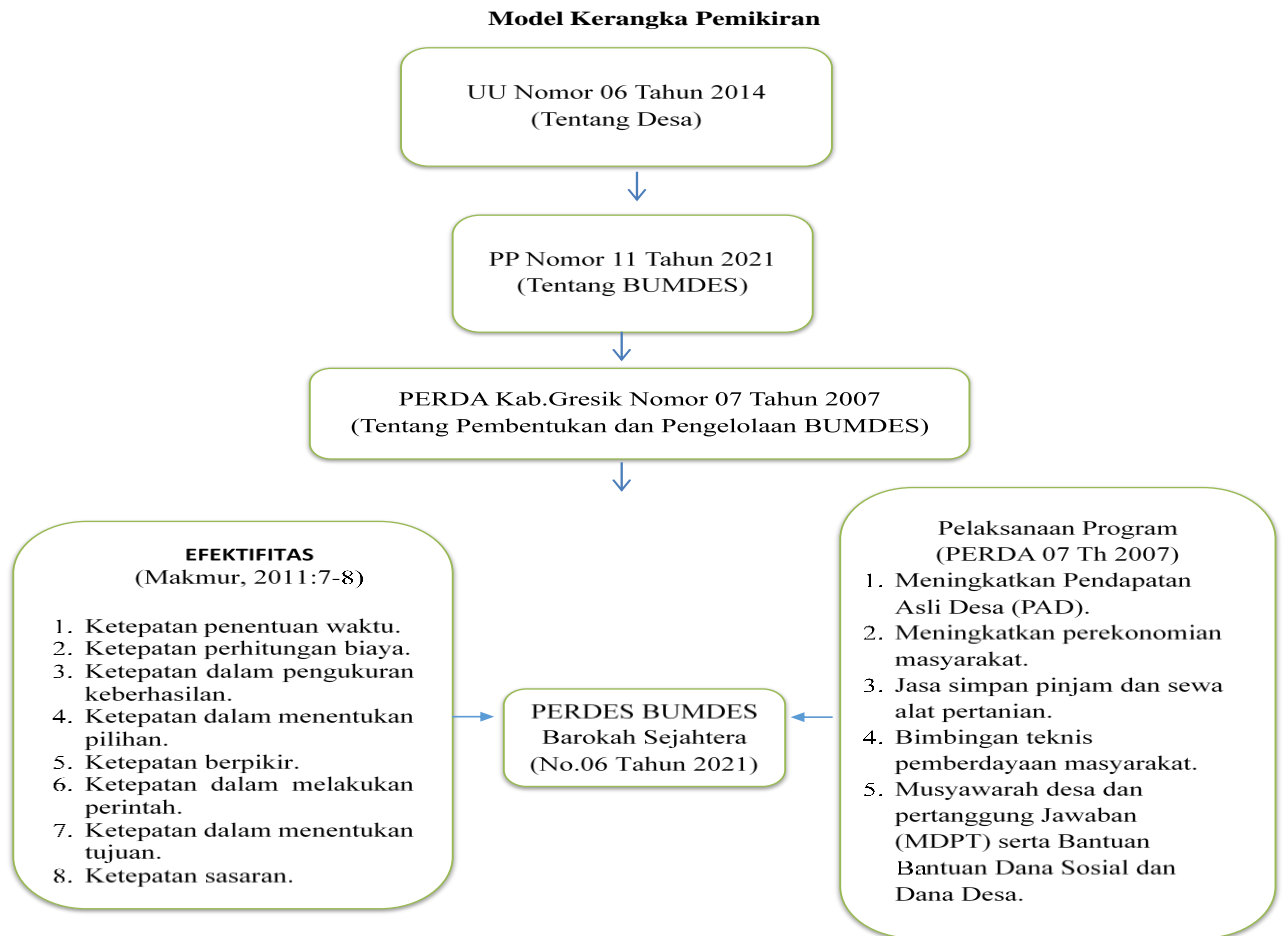 Model Kerangka Pemikiran
UU Nomor 06 Tahun 2014
(Tentang Desa)
PP Nomor 11 Tahun 2021
(Tentang BUMDES)
PERDA Kab.Gresik Nomor 07 Tahun 2007
(Tentang Pembentukan dan Pengelolaan BUMDES)
EFEKTIFITAS
(Makmur, 2011:7-8)
1. Ketepatan penentuan waktu.
2. Ketepatan perhitungan biaya.
3. Ketepatan dalam pengukuran
keberhasilan.
4. Ketepatan dalam menentukan
pilihan.
5. Ketepatan berpikir.
6. Ketepatan dalam melakukan
perintah.
7. Ketepatan dalam menentukan
tujuan.
8. Ketepatan sasaran.
PERDES BUMDES
Barokah Sejahtera
(No.06 Tahun 2021)
Pelaksanaan Program
(PERDA 07 Th 2007)
1. Meningkatkan Pendapatan
Asli Desa (PAD).
2. Meningkatkan perekonomian
masyarakat.
3. Jasa simpan pinjam dan sewa
alat pertanian.
4. Bimbingan teknis
pemberdayaan masyarakat.
5. Musyawarah desa dan
pertanggung Jawaban
(MDPT) serta Bantuan
Bantuan Dana Sosial dan
Dana Desa.